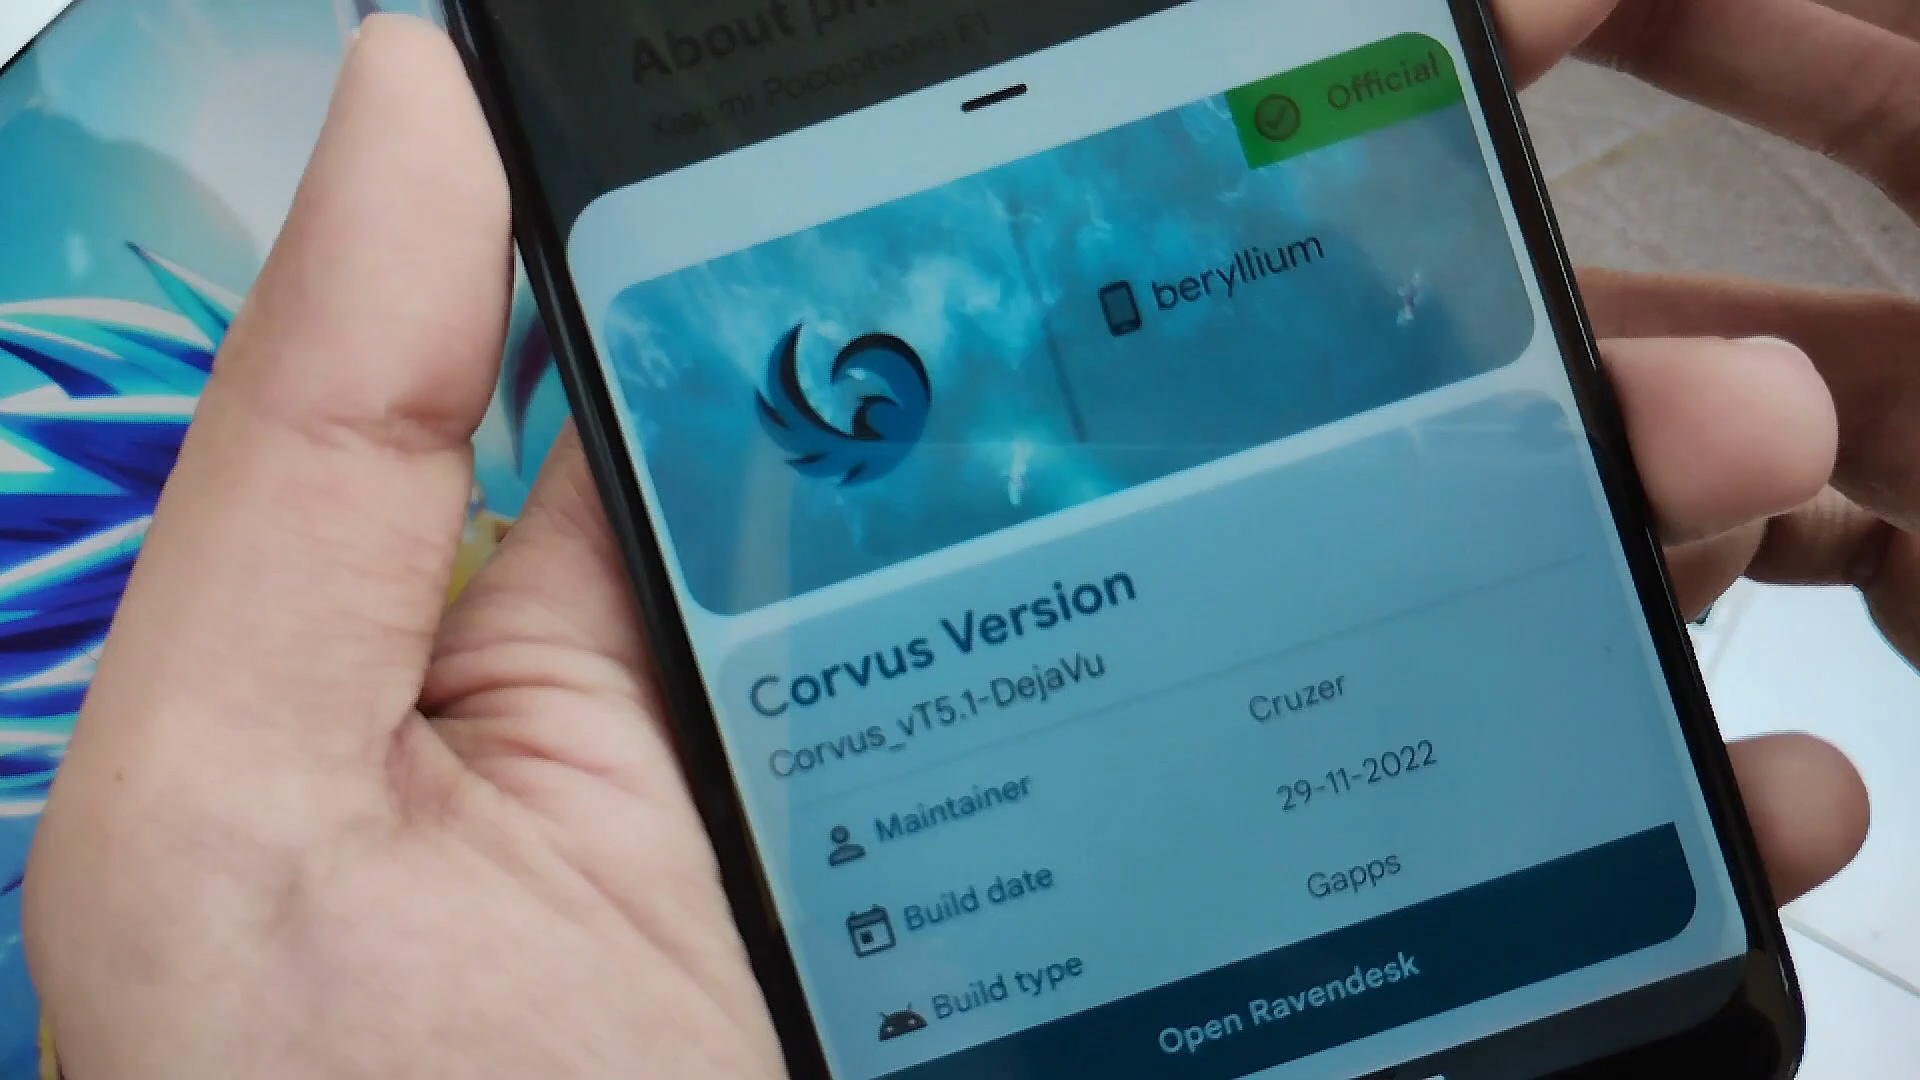 About
Xiaomi Pocophone F1
Official
beryllium
Corvus Version
Corvus_vT5.1-DejaVu
Maintainer Cruzer
Build date 29-11-2022
Build type Gapps
Open Ravendesk